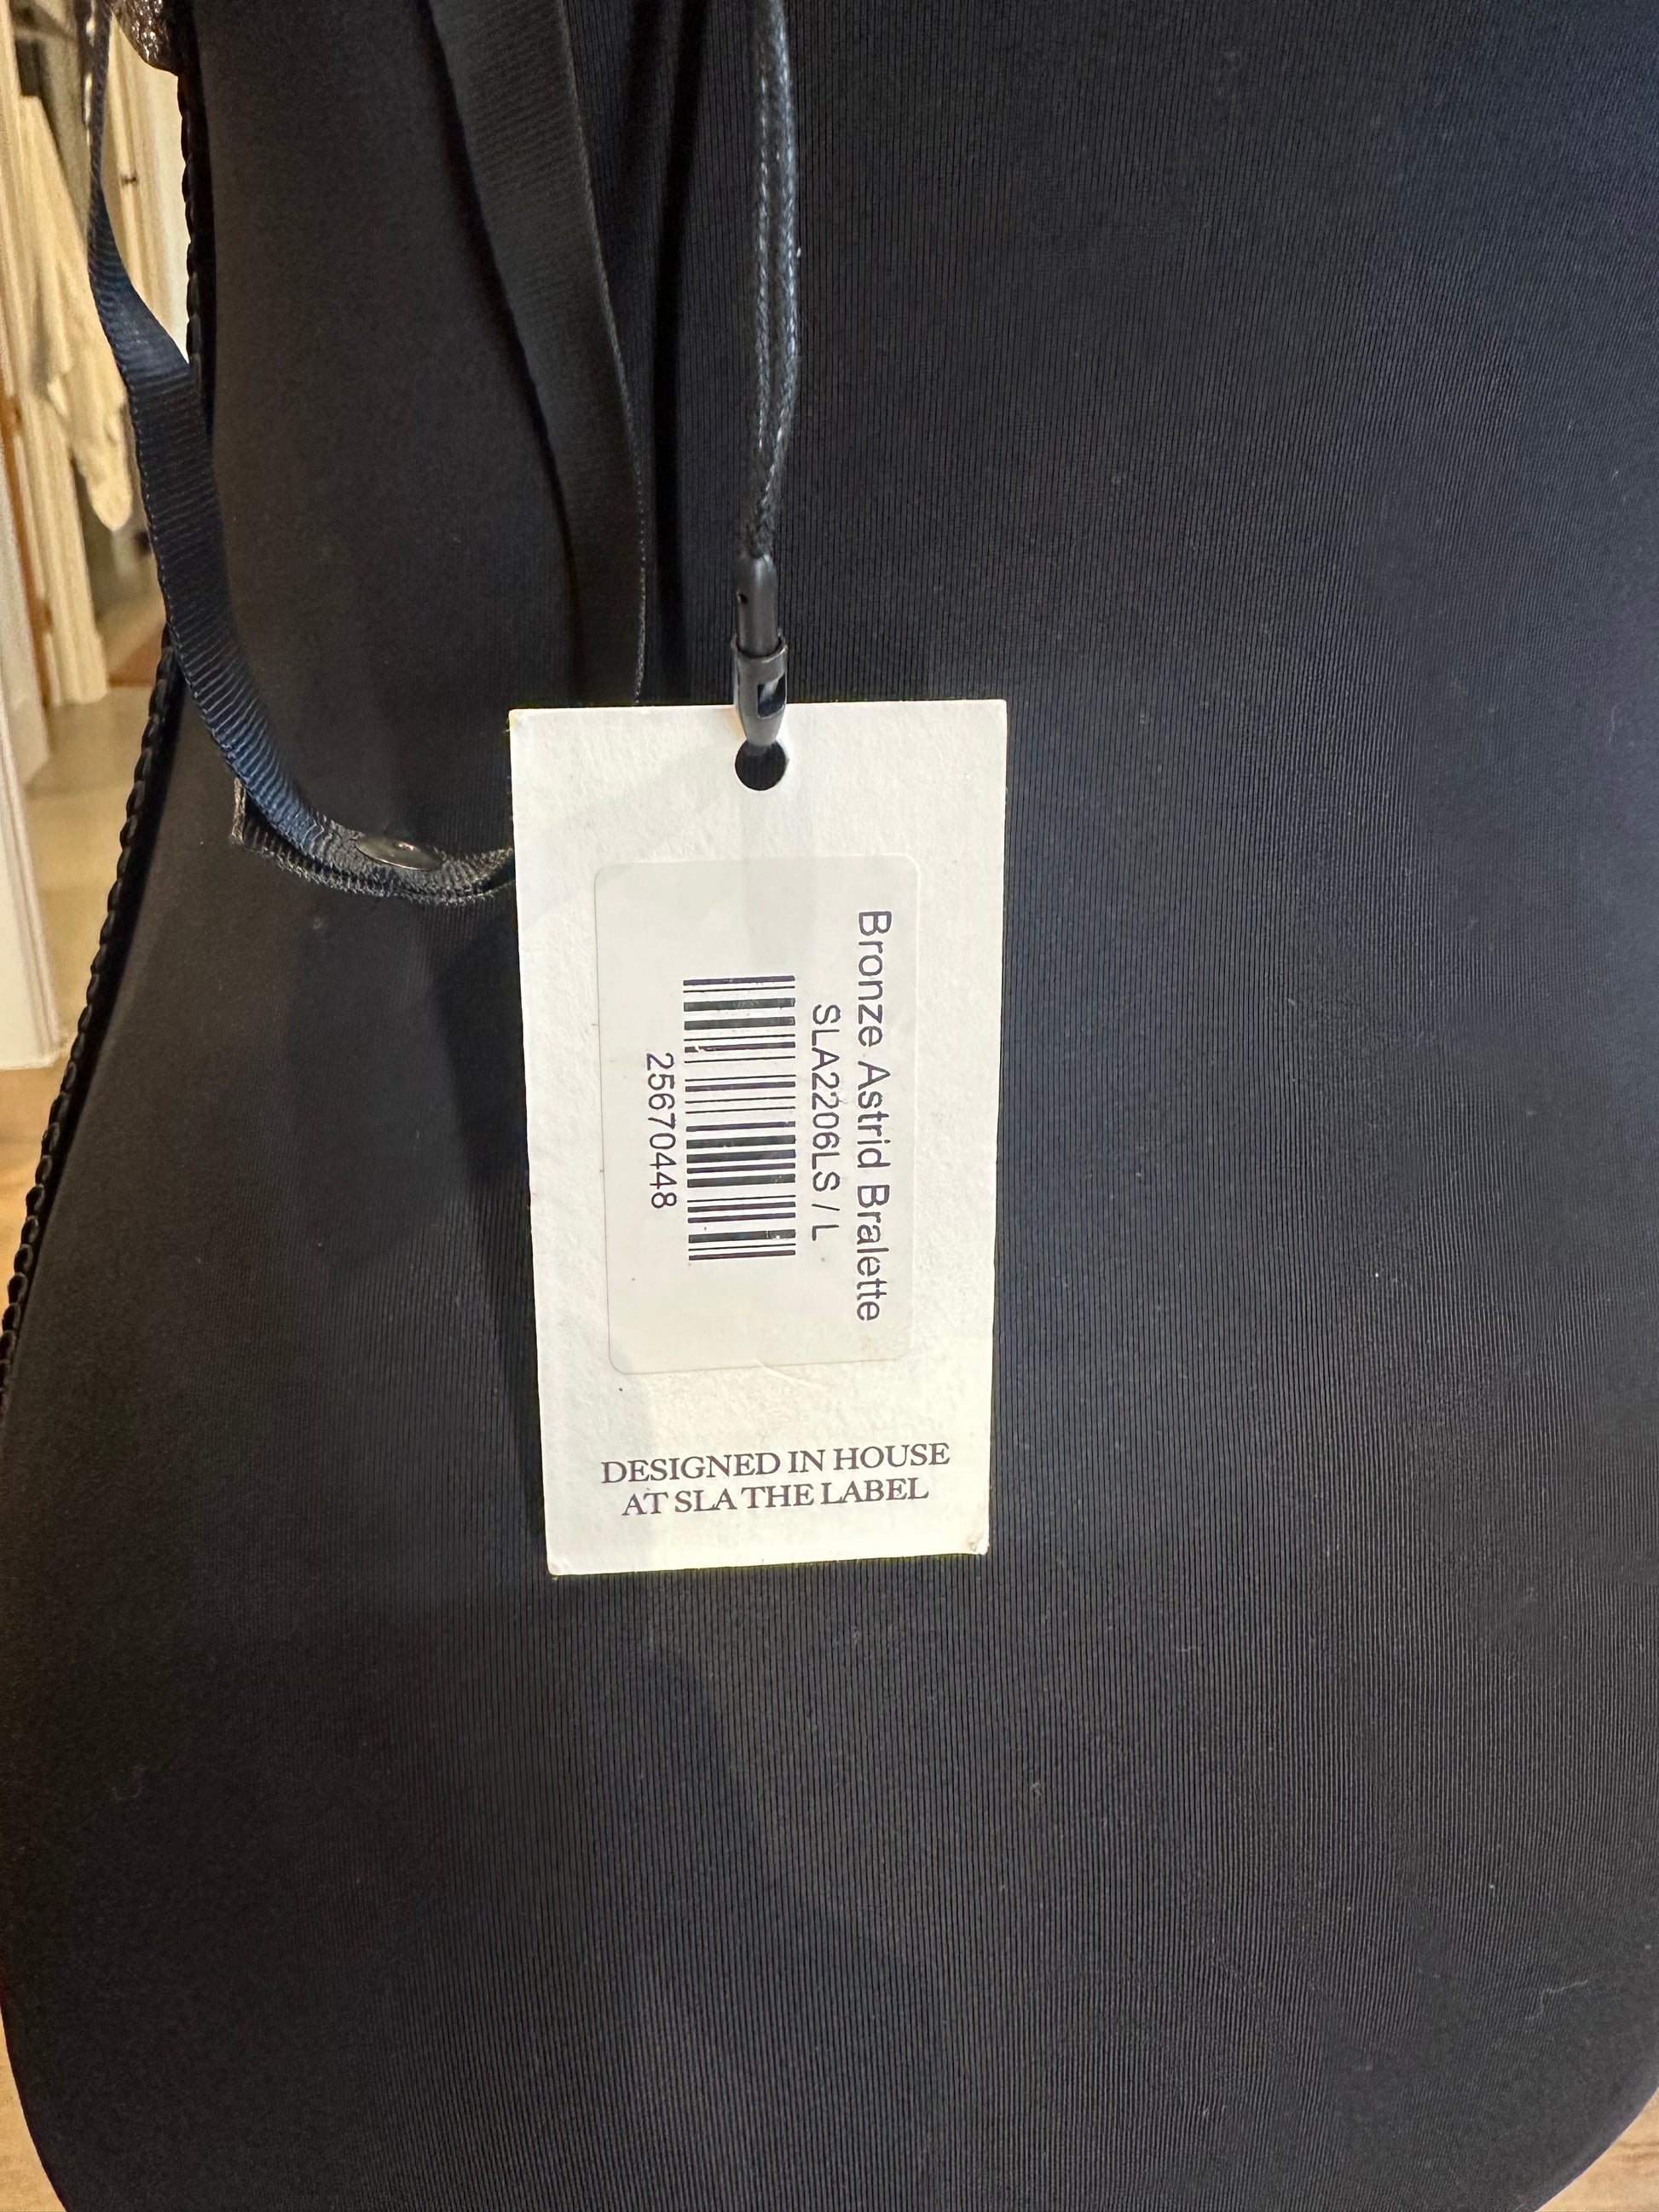 Bronze Astrid Bralette
SLA2206LS / L
25670448
DESIGNED IN HOUSE
AT SLA THE LABEL